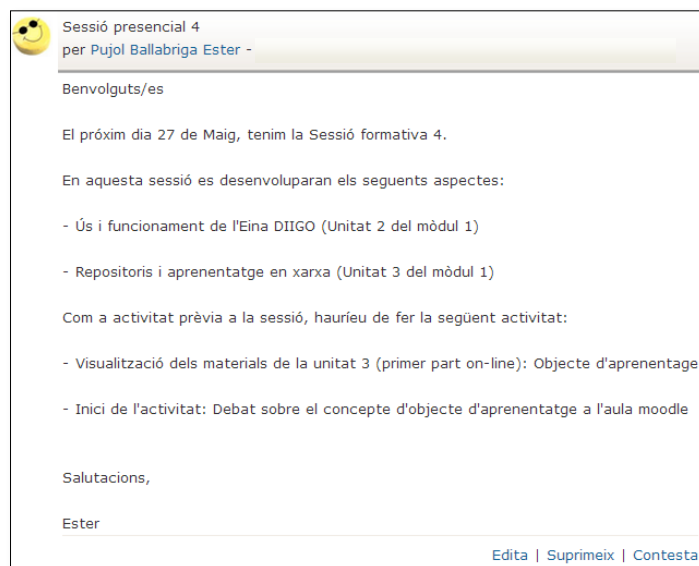 Sessió presencial 4
per Pujol Ballabriga Ester -
Benvolguts/es
El próxim dia 27 de Maig, tenim la Sessió formativa 4.
En aquesta sessió es desenvoluparan els seguents aspectes:
- Ús i funcionament de l'Eina DIIGO (Unitat 2 del mòdul 1)
- Repositoris i aprenentatge en xarxa (Unitat 3 del mòdul 1)
Com a activitat prèvia a la sessió, hauríeu de fer la següent activitat:
- Visualització dels materials de la unitat 3 (primer part on-line): Objecte d'aprenentage
- Inici de l'activitat: Debat sobre el concepte d'objecte d'aprenentatge a l'aula moodle
Salutacions,
Ester
Edita | Suprimeix | Contesta